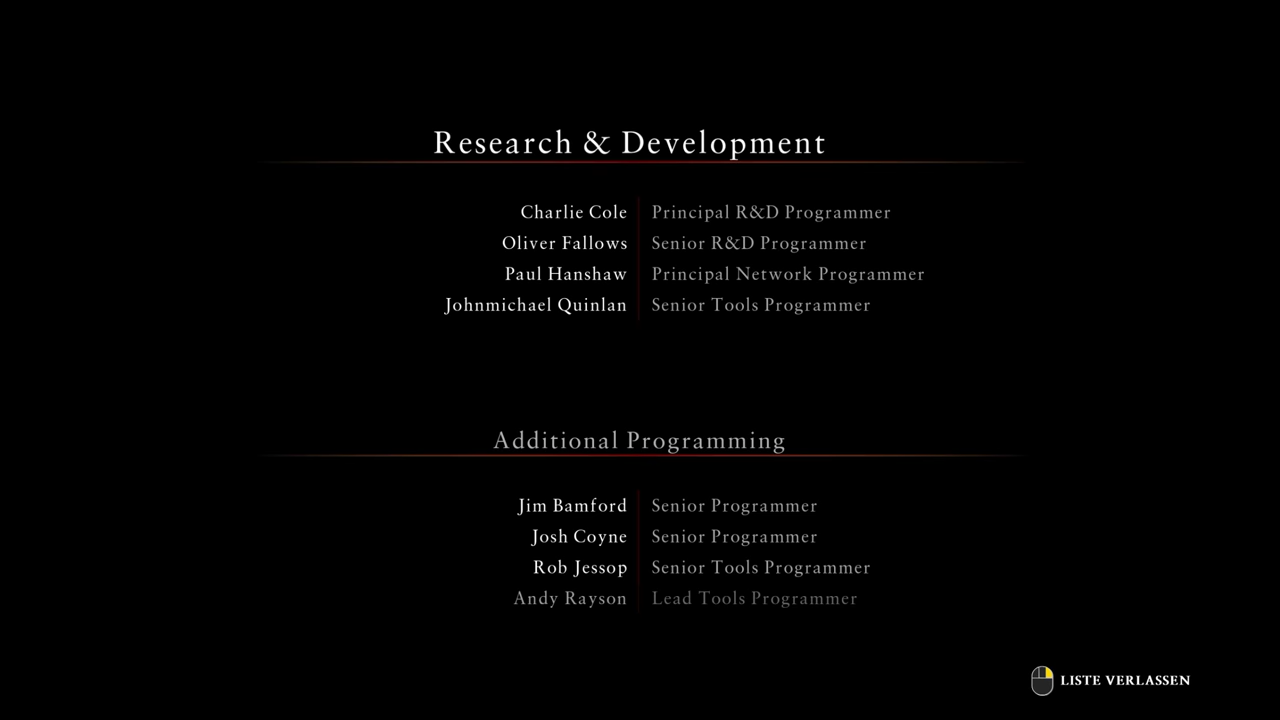 Research & Development
Charlie Cole Principal R&D Programmer
Oliver Fallows Senior R&D Programmer
Paul Hanshaw Principal Network Programmer
Johnmichael Quinlan Senior Tools Programmer
Additional Programming
Jim Bamford Senior Programmer
Josh Coyne Senior Programmer
Rob Jessop Senior Tools Programmer
Andy Rayson Lead Tools Programmer
LISTE VERLASSEN